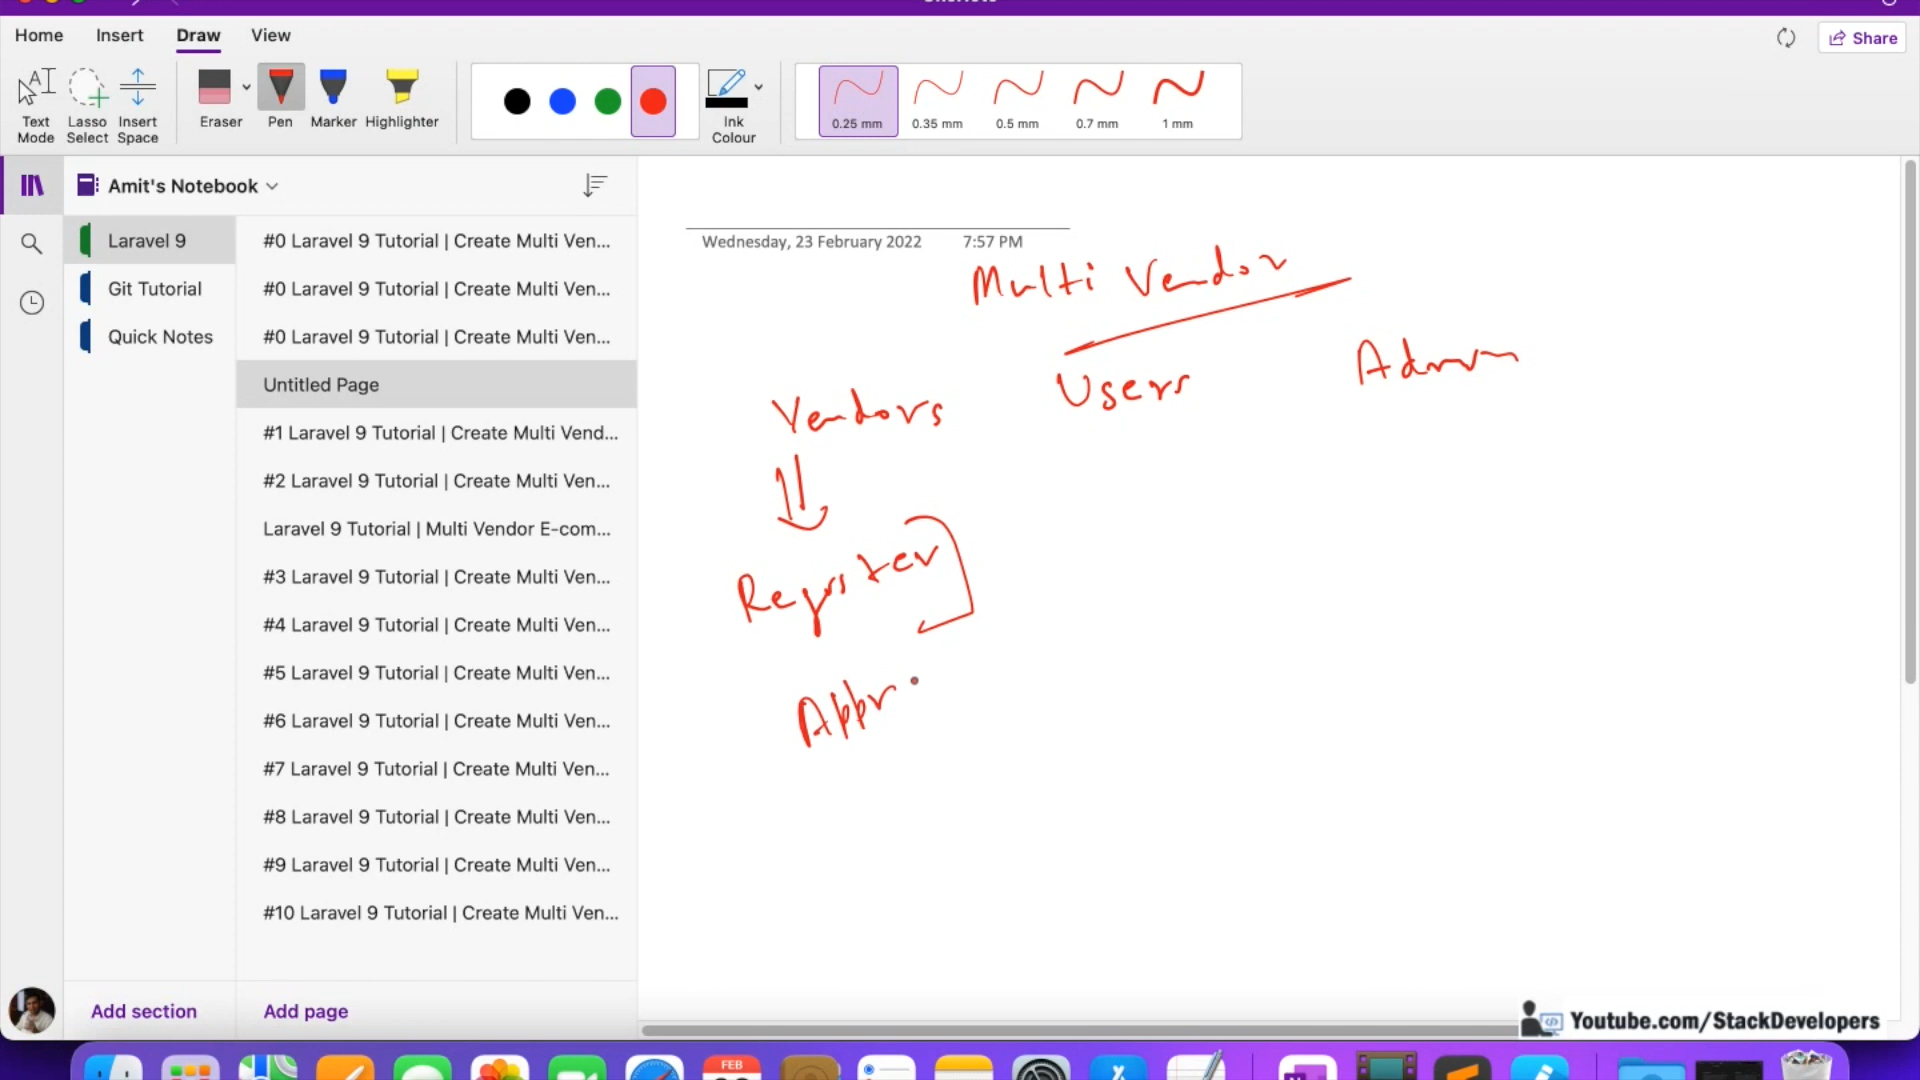 Home Insert Draw View
Share
Text Mode
Lasso Select
Insert Space
Eraser
Pen
Marker
Highlighter
Ink Colour
0.25 mm
0.35 mm
0.5 mm
0.7 mm
1 mm
Amit's Notebook
Laravel 9
Git Tutorial
Quick Notes
#0 Laravel 9 Tutorial | Create Multi Ven...
#0 Laravel 9 Tutorial | Create Multi Ven...
#0 Laravel 9 Tutorial | Create Multi Ven...
Untitled Page
#1 Laravel 9 Tutorial | Create Multi Vend...
#2 Laravel 9 Tutorial | Create Multi Ven...
Laravel 9 Tutorial | Multi Vendor E-com...
#3 Laravel 9 Tutorial | Create Multi Ven...
#4 Laravel 9 Tutorial | Create Multi Ven...
#5 Laravel 9 Tutorial | Create Multi Ven...
#6 Laravel 9 Tutorial | Create Multi Ven...
#7 Laravel 9 Tutorial | Create Multi Ven...
#8 Laravel 9 Tutorial | Create Multi Ven...
#9 Laravel 9 Tutorial | Create Multi Ven...
#10 Laravel 9 Tutorial | Create Multi Ven...
Add section
Add page
Wednesday, 23 February 2022 7:57 PM
Multi Vendor
Vendors Users Admin
Register
Appr
Youtube.com/StackDevelopers
FEB